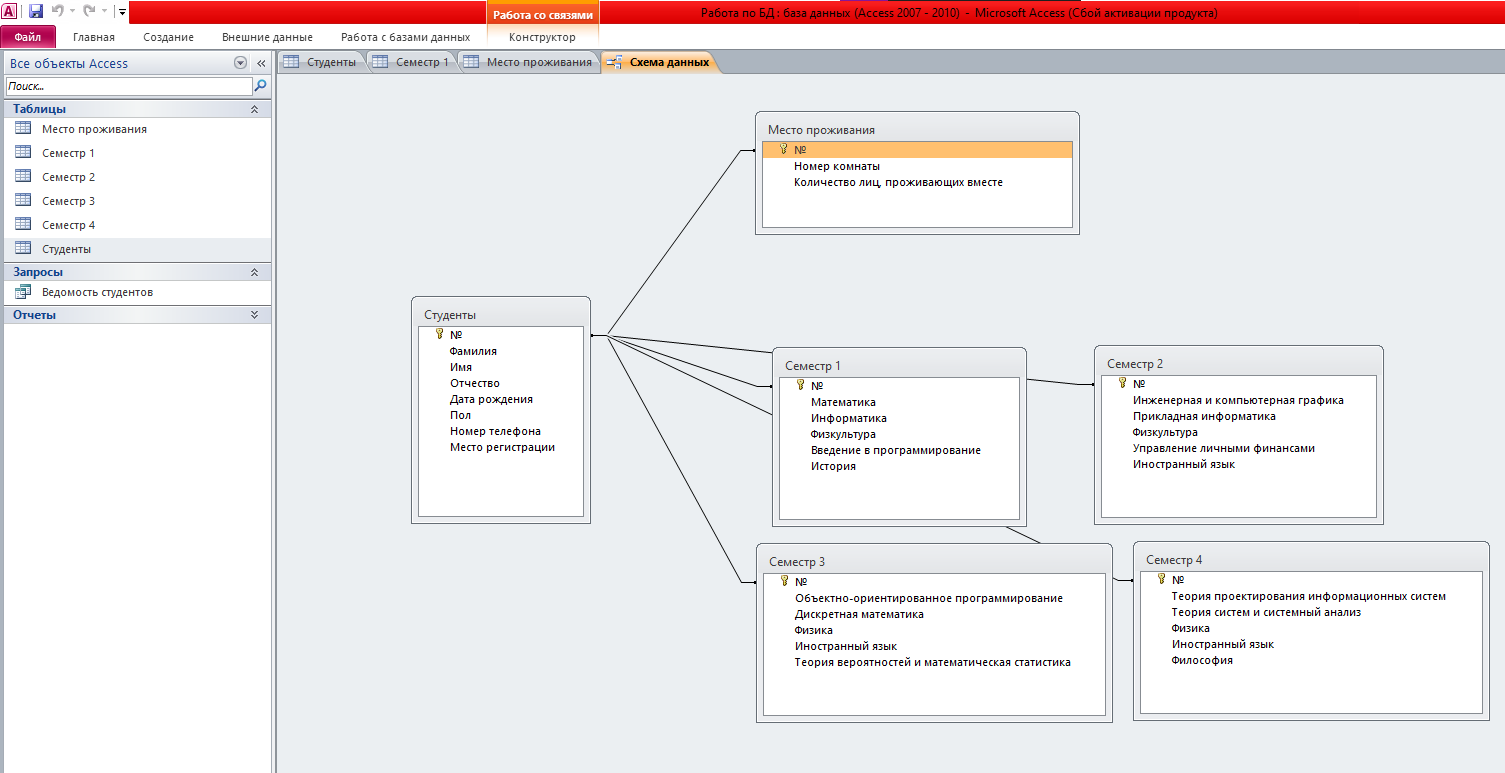 Работа со связями
Работа по БД : база данных (Access 2007 - 2010) - Microsoft Access (Сбой активации продукта)
Файл Главная Создание Внешние данные Работа с базами данных Конструктор
Все объекты Access
Поиск...
Таблицы
Место проживания
Семестр 1
Семестр 2
Семестр 3
Семестр 4
Студенты
Запросы
Ведомость студентов
Отчеты
Студенты Семестр 1 Место проживания Схема данных
Место проживания
№
Номер комнаты
Количество лиц, проживающих вместе
Студенты
№
Фамилия
Имя
Отчество
Дата рождения
Пол
Номер телефона
Место регистрации
Семестр 1
№
Математика
Информатика
Физкультура
Введение в программирование
История
Семестр 2
№
Инженерная и компьютерная графика
Прикладная информатика
Физкультура
Управление личными финансами
Иностранный язык
Семестр 3
№
Объектно-ориентированное программирование
Дискретная математика
Физика
Иностранный язык
Теория вероятностей и математическая статистика
Семестр 4
№
Теория проектирования информационных систем
Теория систем и системный анализ
Физика
Иностранный язык
Философия